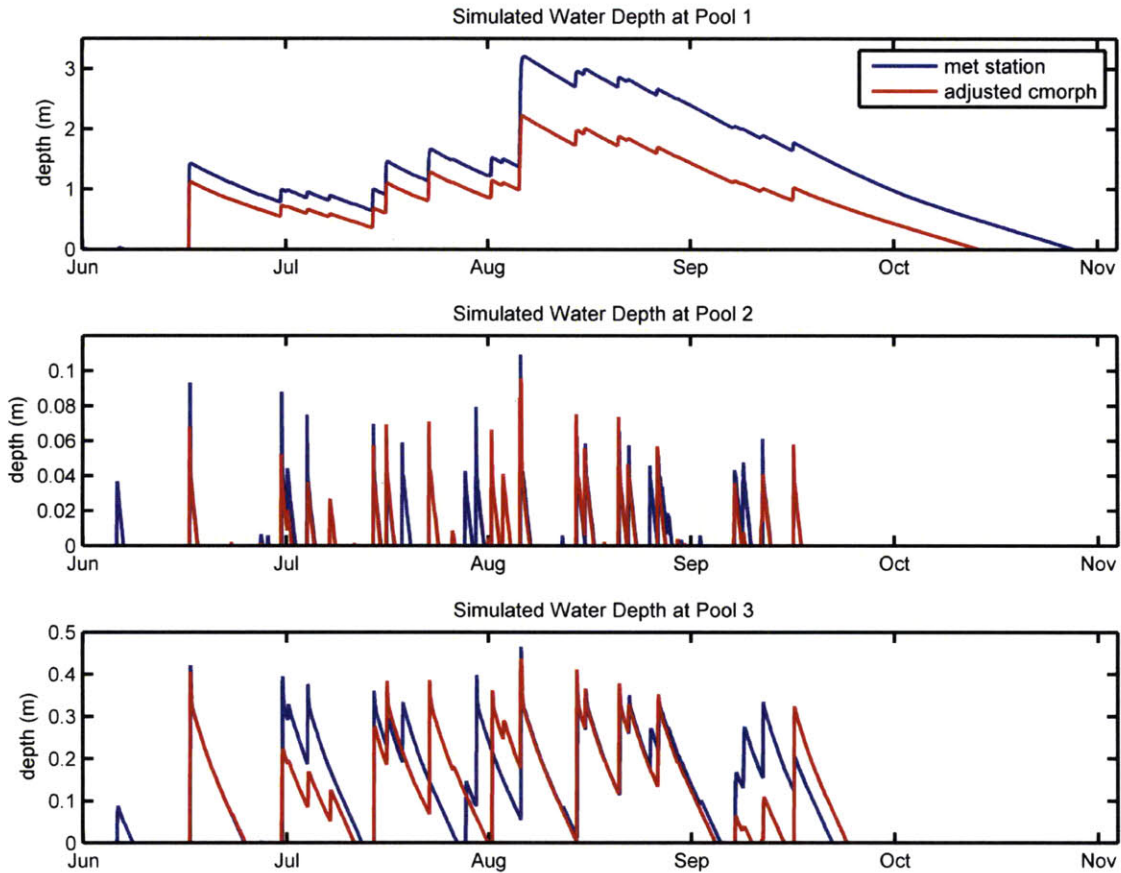 Simulated Water Depth at Pool 1
met station
adjusted cmorph
depth (m)
3
2
1
0
Jun Jul Aug Sep Oct Nov
Simulated Water Depth at Pool 2
depth (m)
0.1
0.08
0.06
0.04
0.02
0
Jun Jul Aug Sep Oct Nov
Simulated Water Depth at Pool 3
depth (m)
0.5
0.4
0.3
0.2
0.1
0
Jun Jul Aug Sep Oct Nov